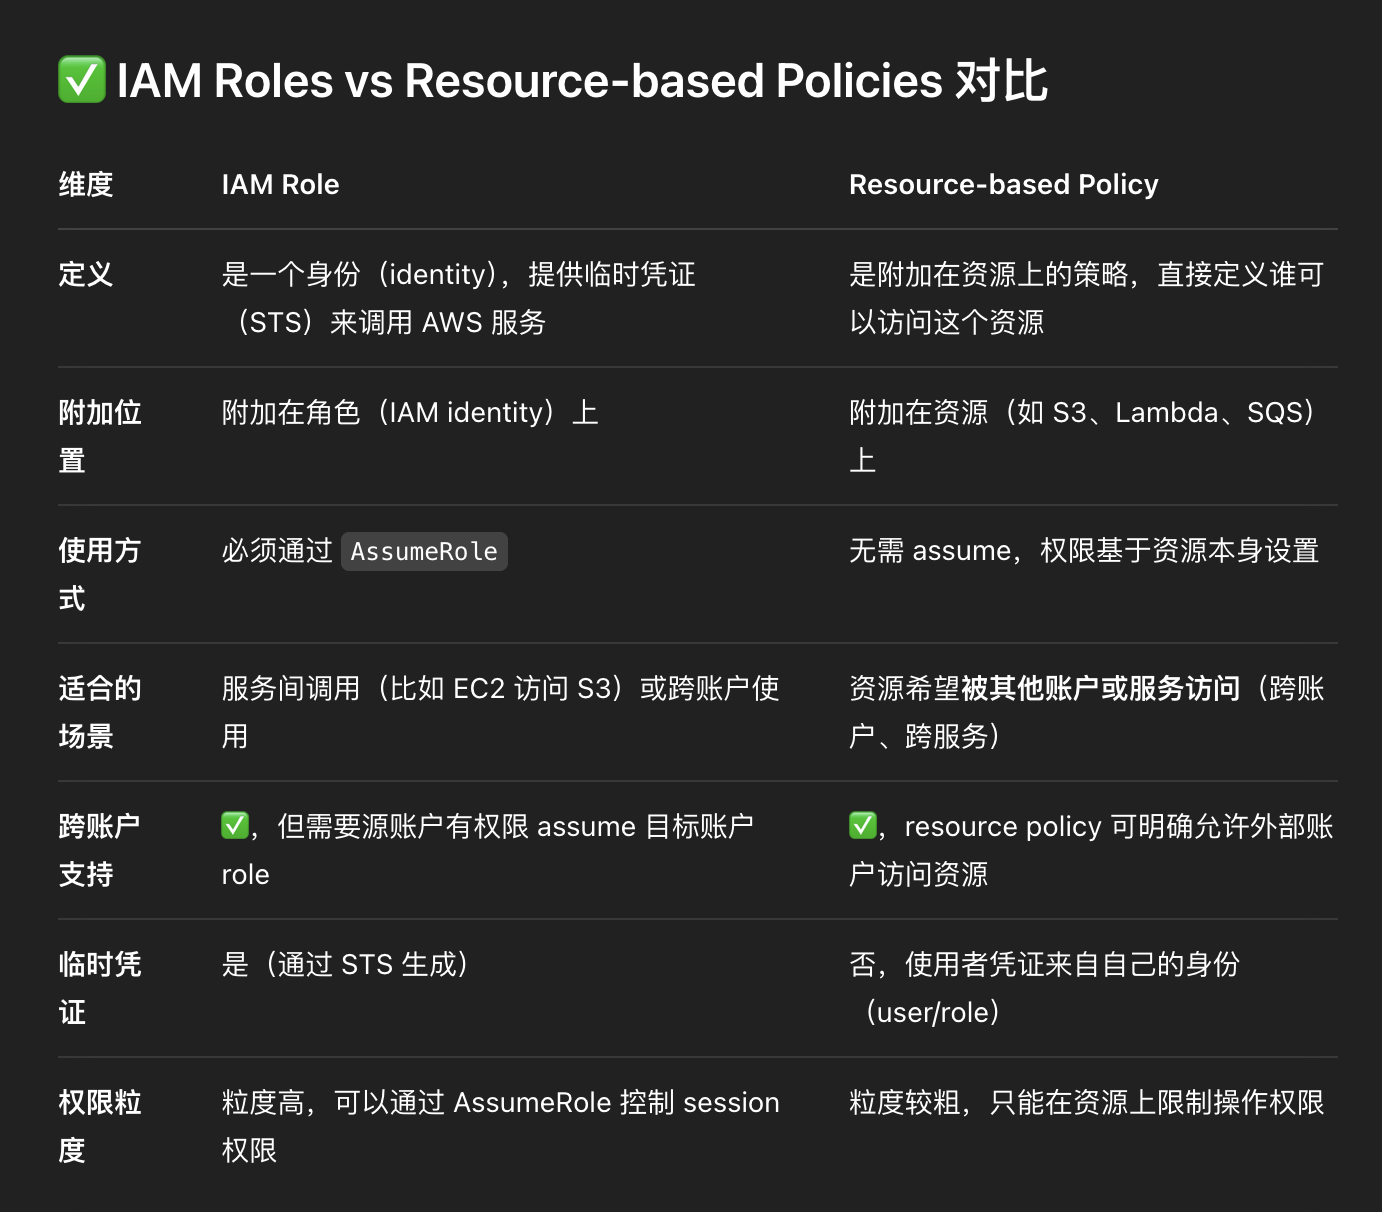 ✅ IAM Roles vs Resource-based Policies 对比
维度 IAM Role Resource-based Policy
定义 是一个身份（identity），提供临时凭证 是附加在资源上的策略，直接定义谁可
（STS）来调用 AWS 服务 以访问这个资源
附加位 附加在角色（IAM identity）上 附加在资源（如 S3、Lambda、SQS）
置 上
使用方 必须通过 AssumeRole 无需 assume，权限基于资源本身设置
式
适合的 服务间调用（比如 EC2 访问 S3）或跨账户使 资源希望被其他账户或服务访问（跨账
场景 用 户、跨服务）
跨账户 ✅，但需要源账户有权限 assume 目标账户 ✅，resource policy 可明确允许外部账
支持 role 户访问资源
临时凭 是（通过 STS 生成） 否，使用者凭证来自自己的身份
证 （user/role）
权限粒 粒度高，可以通过 AssumeRole 控制 session 粒度较粗，只能在资源上限制操作权限
度 权限